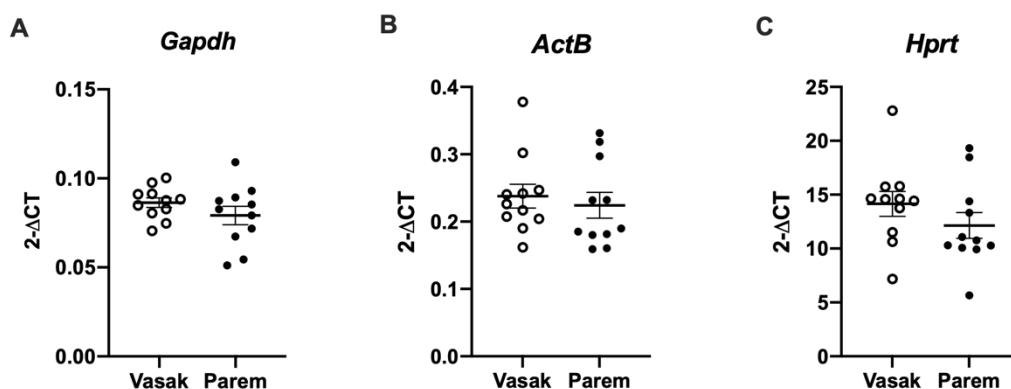 A
Gapdh
2-ΔCT
0.15
0.10
0.05
0.00
Vasak Parem
B
ActB
2-ΔCT
0.4
0.3
0.2
0.1
0.0
Vasak Parem
C
Hprt
2-ΔCT
25
20
15
10
5
0
Vasak Parem